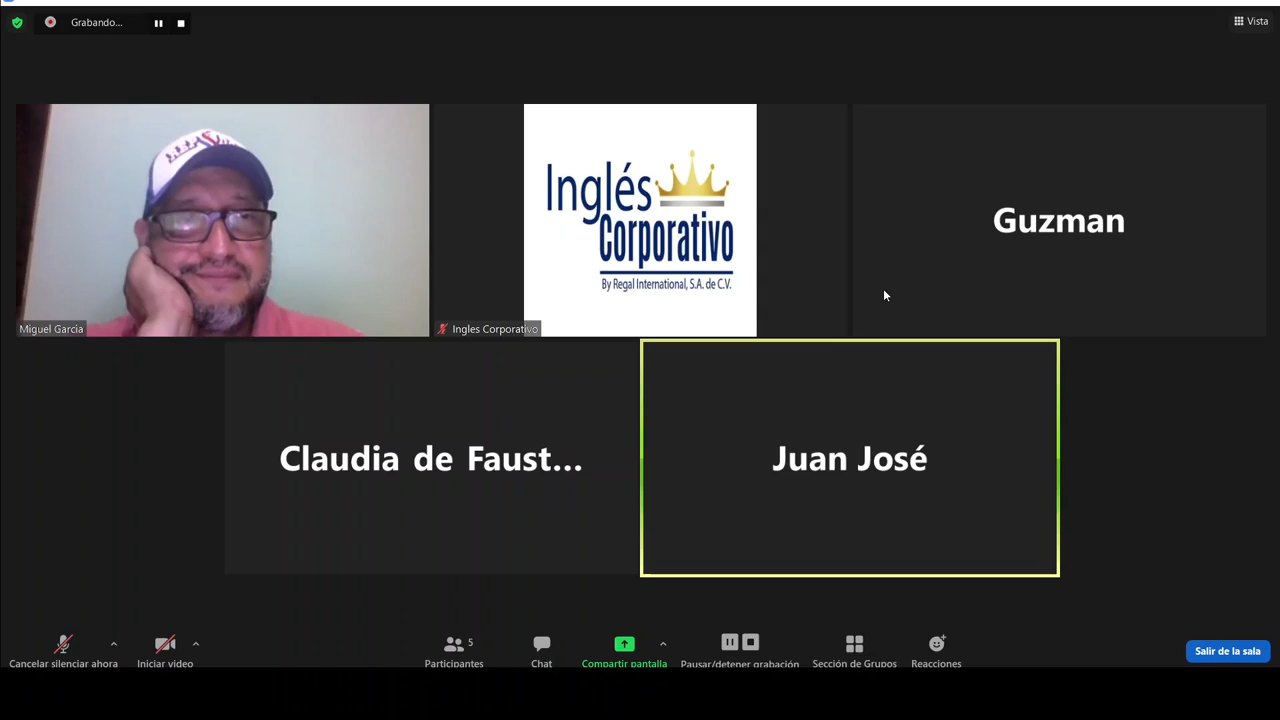 Grabando...
Vista
Inglés
Corporativo
By Regal International, S.A. de C.V.
Guzman
Miguel Garcia
Ingles Corporativo
Claudia de Faust...
Juan José
5
Cancelar silenciar ahora
Iniciar video
Participantes
Chat
Compartir pantalla
Pausar/detener grabación
Sección de Grupos
Reacciones
Salir de la sala